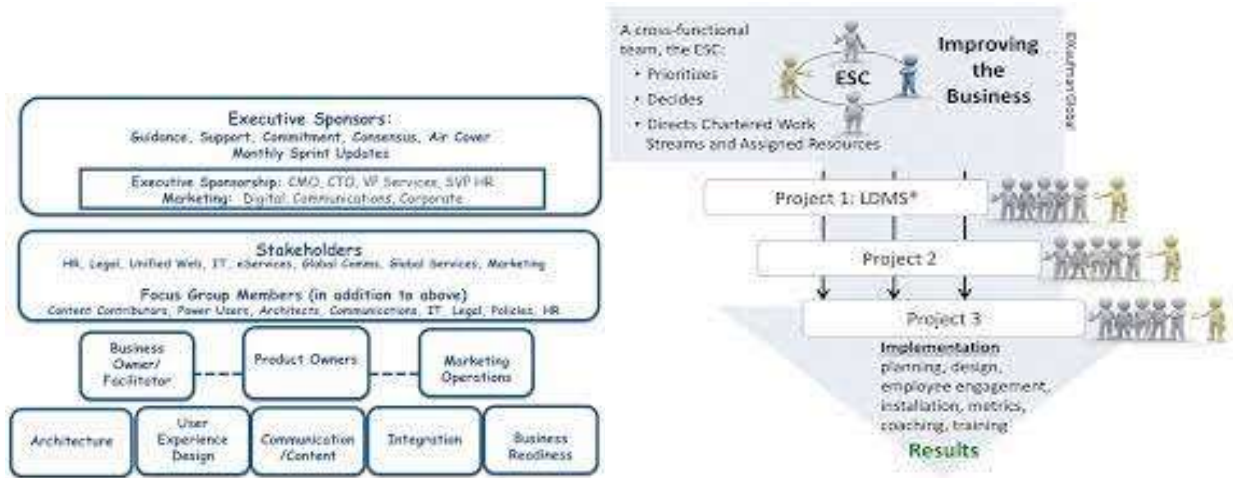 Executive Sponsors:
Guidance, Support, Commitment, Consensus, Air Cover
Monthly Sprint Updates
Executive Sponsorship: CMO, CTO, VP Services, SVP HR
Marketing: Digital, Communications, Corporate
Stakeholders
HR, Legal, Unified Web, IT, eServices, Global Comms, Global Services, Marketing
Focus Group Members (in addition to above)
Content Contributors, Power Users, Architects, Communications, IT, Legal, Policies, HR
Business
Owner/
Facilitator
Product Owners
Marketing
Operations
Architecture
User
Experience
Design
Communication
/Content
Integration
Business
Readiness
A cross-functional
team, the ESC:
• Prioritizes
• Decides
• Directs Chartered Work
Streams and Assigned Resources
ESC
Improving
the
Business
©KaufmanGlobal
Project 1: LDMS*
Project 2
Project 3
Implementation
planning, design,
employee engagement,
installation, metrics,
coaching, training
Results